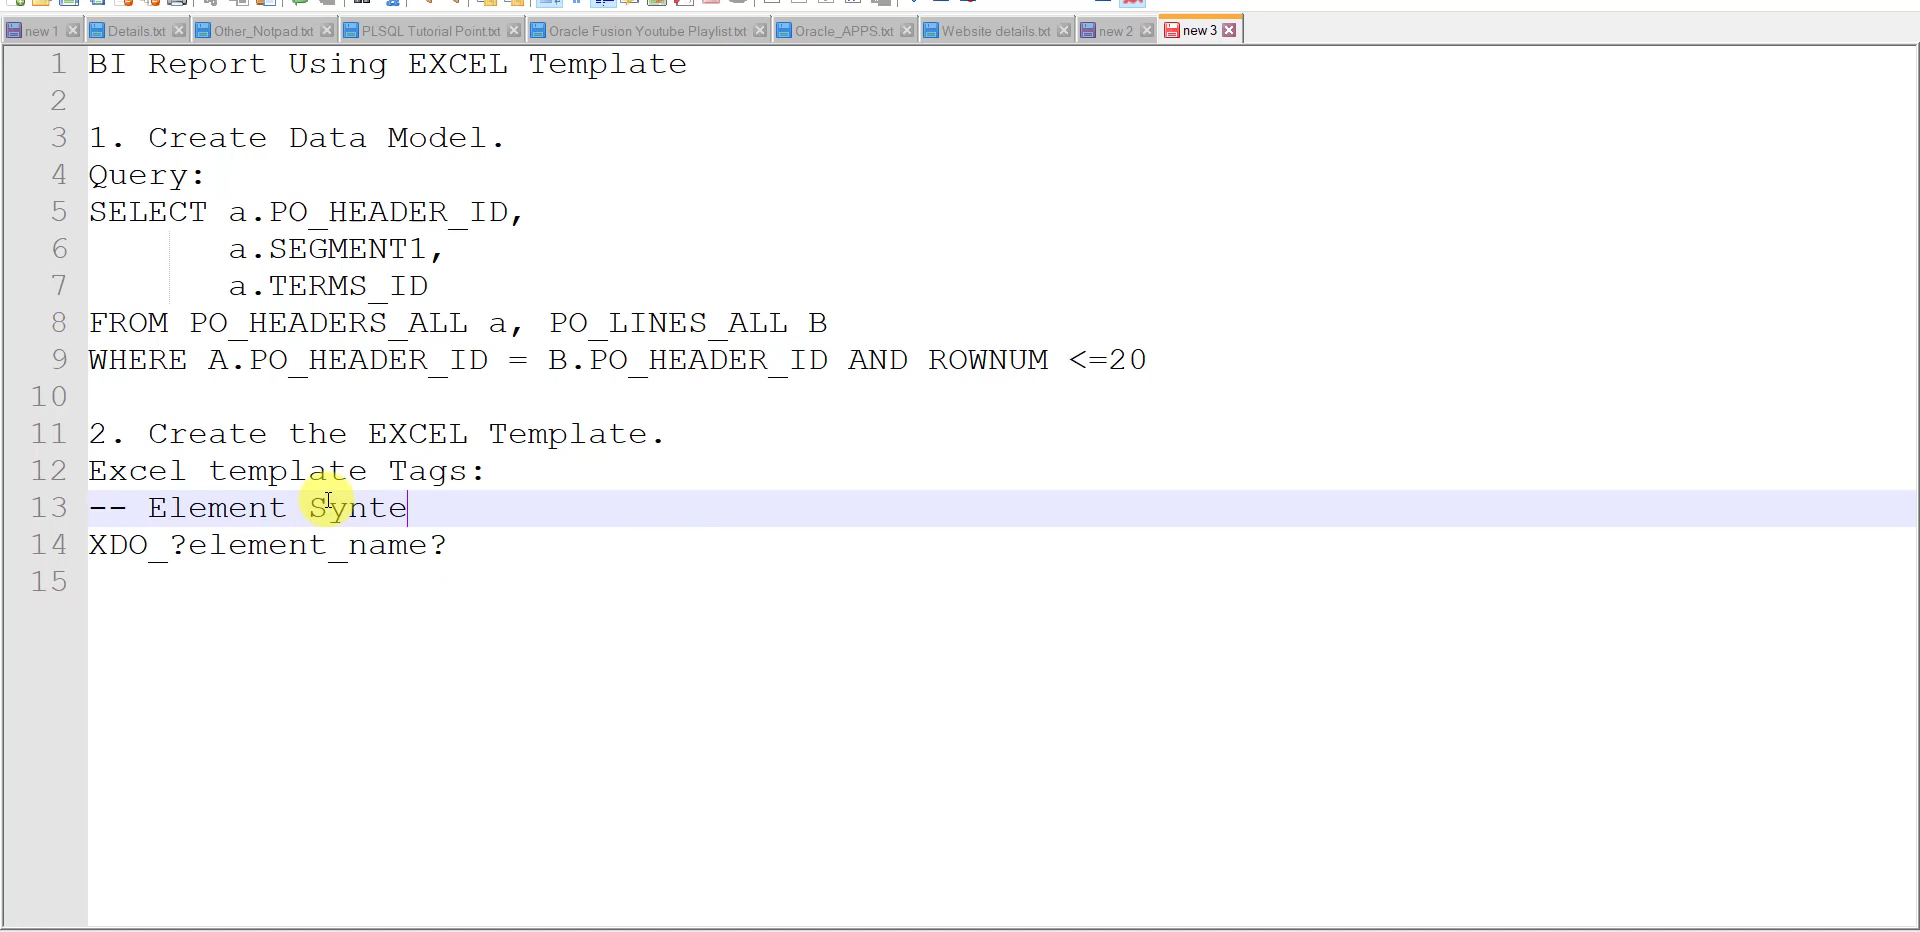 new 1 Details.txt Other_Notpad.txt PLSQL Tutorial Point.txt Oracle Fusion Youtube Playlist.txt Oracle_APPS.txt Website details.txt new 2 new 3
1 BI Report Using EXCEL Template
2
3 1. Create Data Model.
4 Query:
5 SELECT a.PO_HEADER_ID,
6 a.SEGMENT1,
7 a.TERMS_ID
8 FROM PO_HEADERS_ALL a, PO_LINES_ALL B
9 WHERE A.PO_HEADER_ID = B.PO_HEADER_ID AND ROWNUM <=20
10
11 2. Create the EXCEL Template.
12 Excel template Tags:
13 -- Element Synte
14 XDO_?element_name?
15